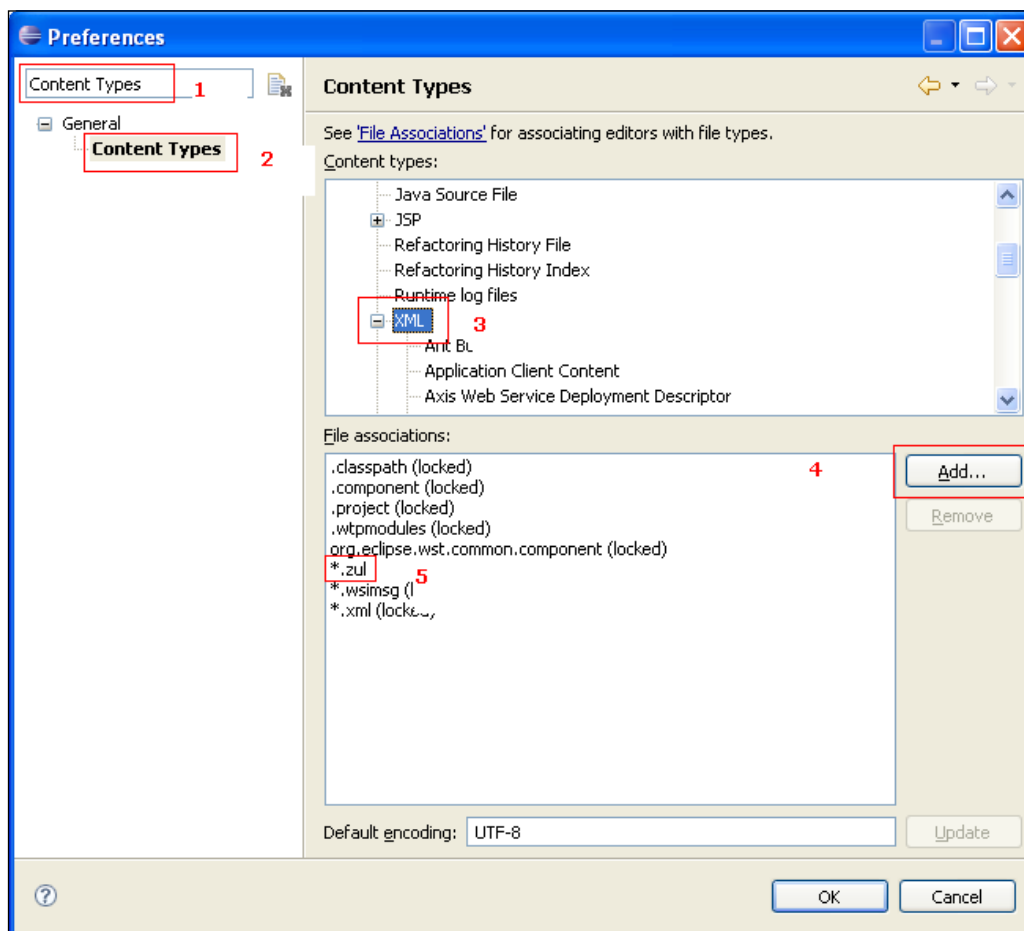 Preferences
Content Types 1
General
Content Types 2
Content Types
See 'File Associations' for associating editors with file types.
Content types:
Java Source File
JSP
Refactoring History File
Refactoring History Index
Runtime log files
XML 3
Ant
Application Client Content
Axis Web Service Deployment Descriptor
File associations:
.classpath (locked)
.component (locked)
.project (locked)
.wtpmodules (locked)
org.eclipse.wst.common.component (locked)
*.zul 5
*.wsimsg
*.xml (locked)
4 Add...
Remove
Default encoding: UTF-8 Update
OK Cancel